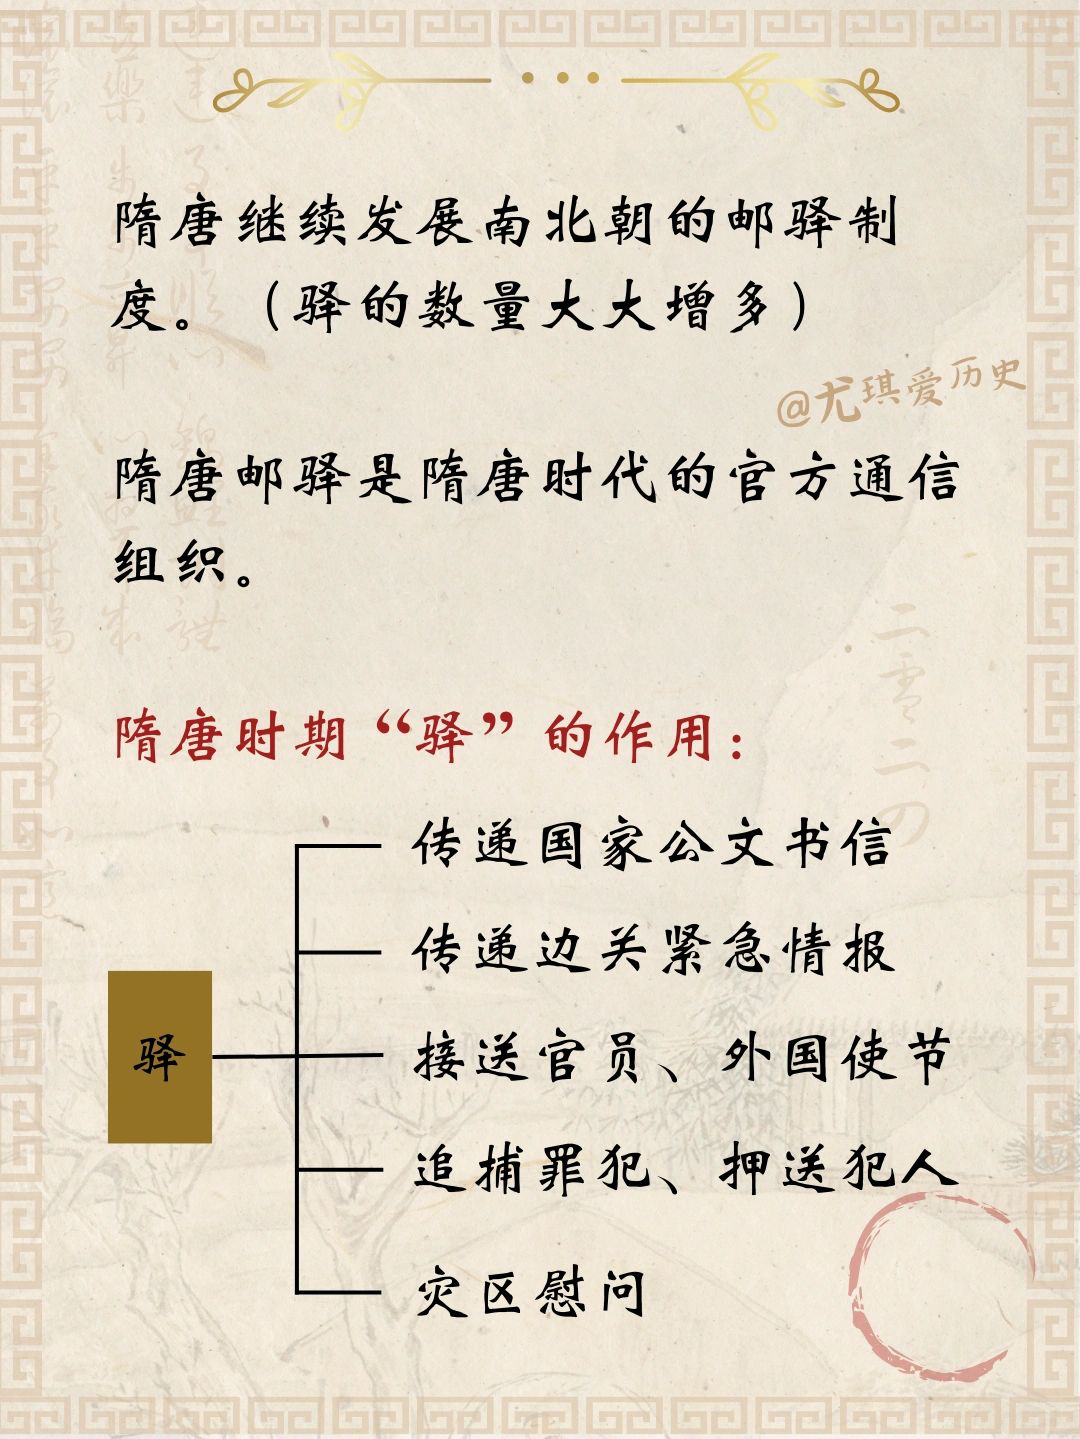 隋唐继续发展南北朝的邮驿制
度。（驿的数量大大增多）
@尤琪爱历史
隋唐邮驿是隋唐时代的官方通信
组织。
二零二四
隋唐时期“驿”的作用：
传递国家公文书信
传递边关紧急情报
接送官员、外国使节
驿
追捕罪犯、押送犯人
灾区慰问